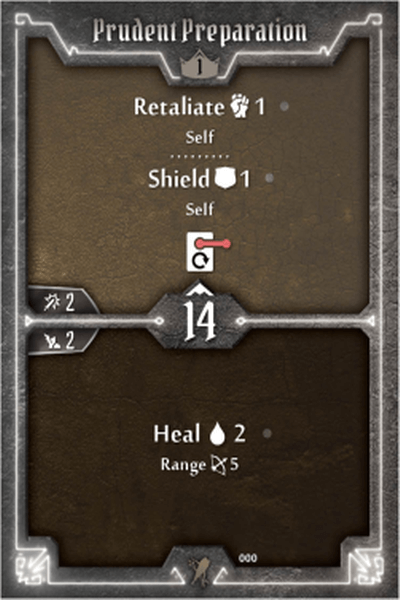 Prudent Preparation
1
Retaliate 1
Self
Shield 1
Self
2
14
2
Heal 2
Range 5
000